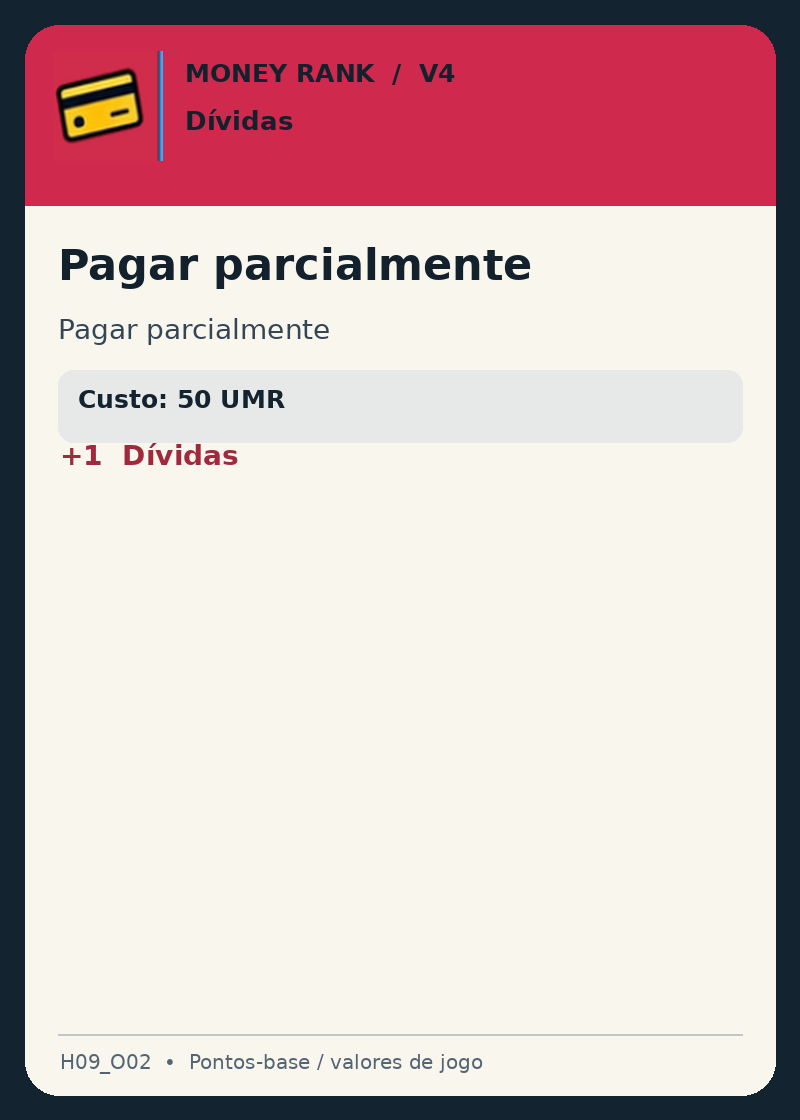 MONEY RANK / V4
Dívidas
Pagar parcialmente
Pagar parcialmente
Custo: 50 UMR
+1 Dívidas
H09_O02 • Pontos-base / valores de jogo